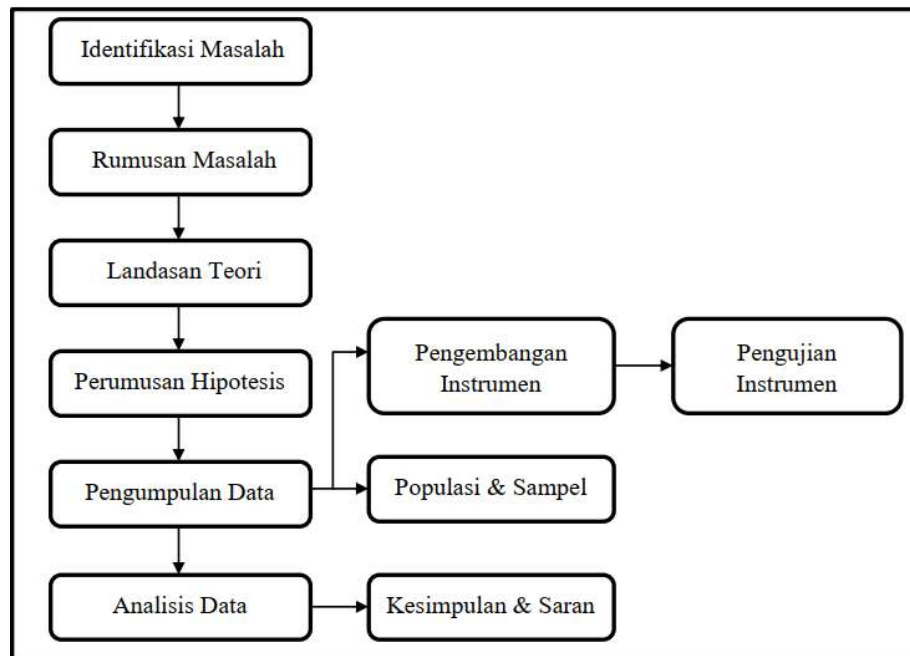 Identifikasi Masalah
Rumusan Masalah
Landasan Teori
Perumusan Hipotesis
Pengembangan
Instrumen
Pengujian
Instrumen
Pengumpulan Data
Populasi & Sampel
Analisis Data
Kesimpulan & Saran